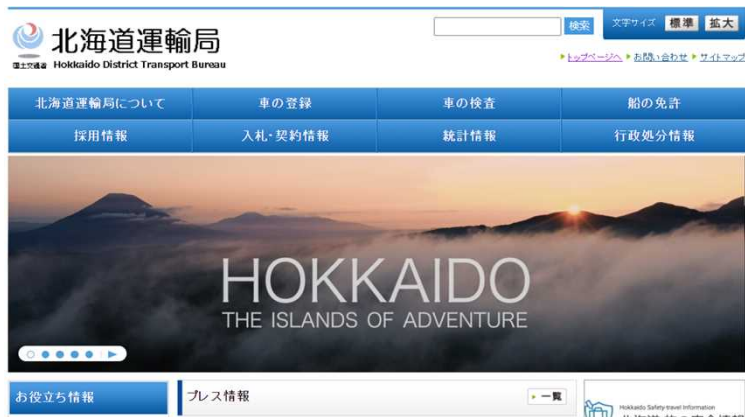 検索
文字サイズ 標準 拡大
北海道運輸局
国土交通省 Hokkaido District Transport Bureau
トップページへ お問い合わせ サイトマップ
北海道運輸局について 車の登録 車の検査 船の免許
採用情報 入札・契約情報 統計情報 行政処分情報
HOKKAIDO
THE ISLANDS OF ADVENTURE
お役立ち情報
プレス情報
一覧
Hokkaido Safety travel Information